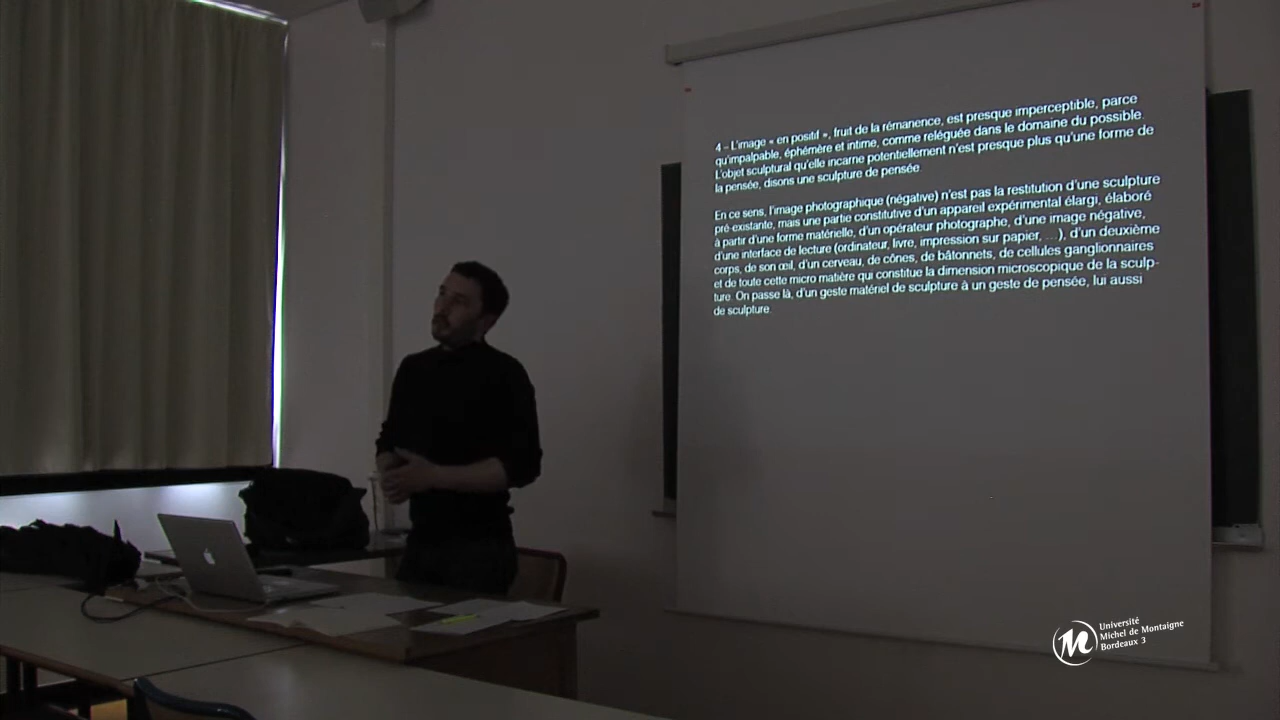 4 – L'image « en positif », fruit de la rémanence, est presque imperceptible, parce
qu'impalpable, éphémère et intime, comme reléguée dans le domaine du possible.
L'objet sculptural qu'elle incarne potentiellement n'est presque plus qu'une forme de
la pensée, disons une sculpture de pensée.
En ce sens, l'image photographique (négative) n'est pas la restitution d'une sculpture
pré-existante, mais une partie constitutive d'un appareil expérimental élargi, élaboré
à partir d'une forme matérielle, d'un opérateur photographe, d'une image négative,
d'une interface de lecture (ordinateur, livre, impression sur papier, …), d'un deuxième
corps, de son œil, d'un cerveau, de cônes, de bâtonnets, de cellules ganglionnaires
et de toute cette micro matière qui constitue la dimension microscopique de la sculp-
ture. On passe là, d'un geste matériel de sculpture à un geste de pensée, lui aussi
de sculpture.
Université
Michel de Montaigne
Bordeaux 3